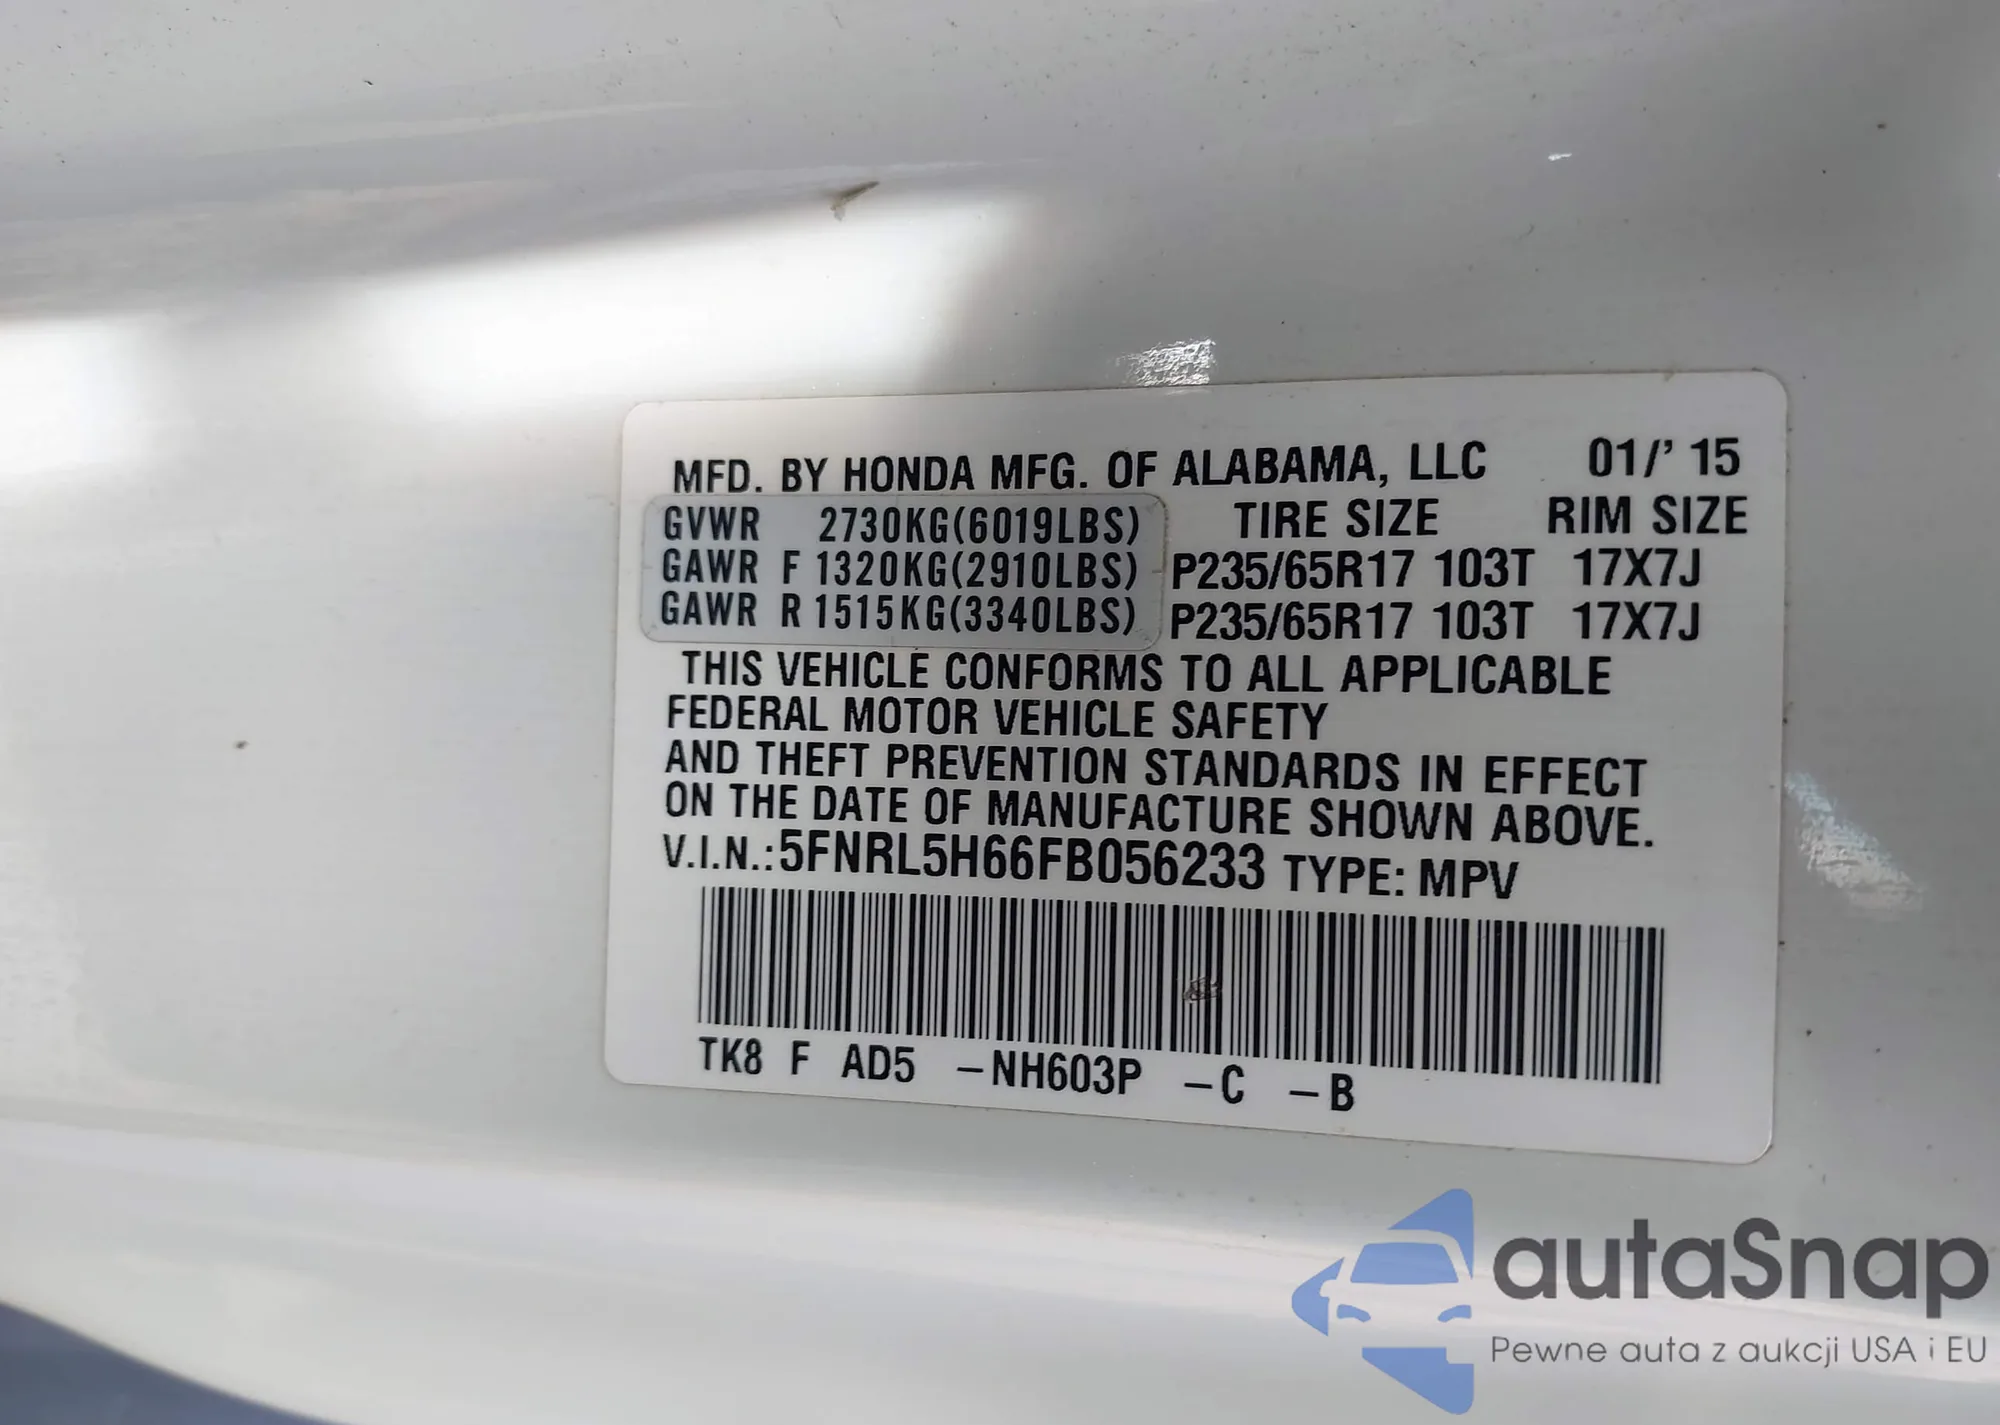 MFD. BY HONDA MFG. OF ALABAMA, LLC 01/' 15
GVWR 2730KG(6019LBS) TIRE SIZE RIM SIZE
GAWR F 1320KG(2910LBS) P235/65R17 103T 17X7J
GAWR R 1515KG(3340LBS) P235/65R17 103T 17X7J
THIS VEHICLE CONFORMS TO ALL APPLICABLE
FEDERAL MOTOR VEHICLE SAFETY
AND THEFT PREVENTION STANDARDS IN EFFECT
ON THE DATE OF MANUFACTURE SHOWN ABOVE.
V.I.N.:5FNRL5H66FB056233 TYPE: MPV
TK8 F AD5 –NH603P –C –B
autaSnap
Pewne auta z aukcji USA i EU